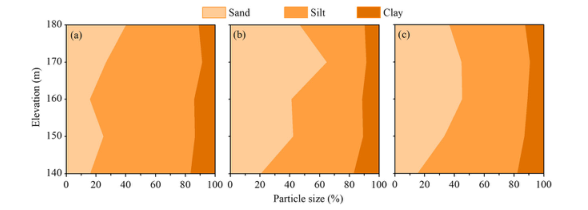 Sand Silt Clay
180 (a) (b) (c)
170
160
150
140
Elevation (m)
0 20 40 60 80 100 0 20 40 60 80 100 0 20 40 60 80 100
Particle size (%)